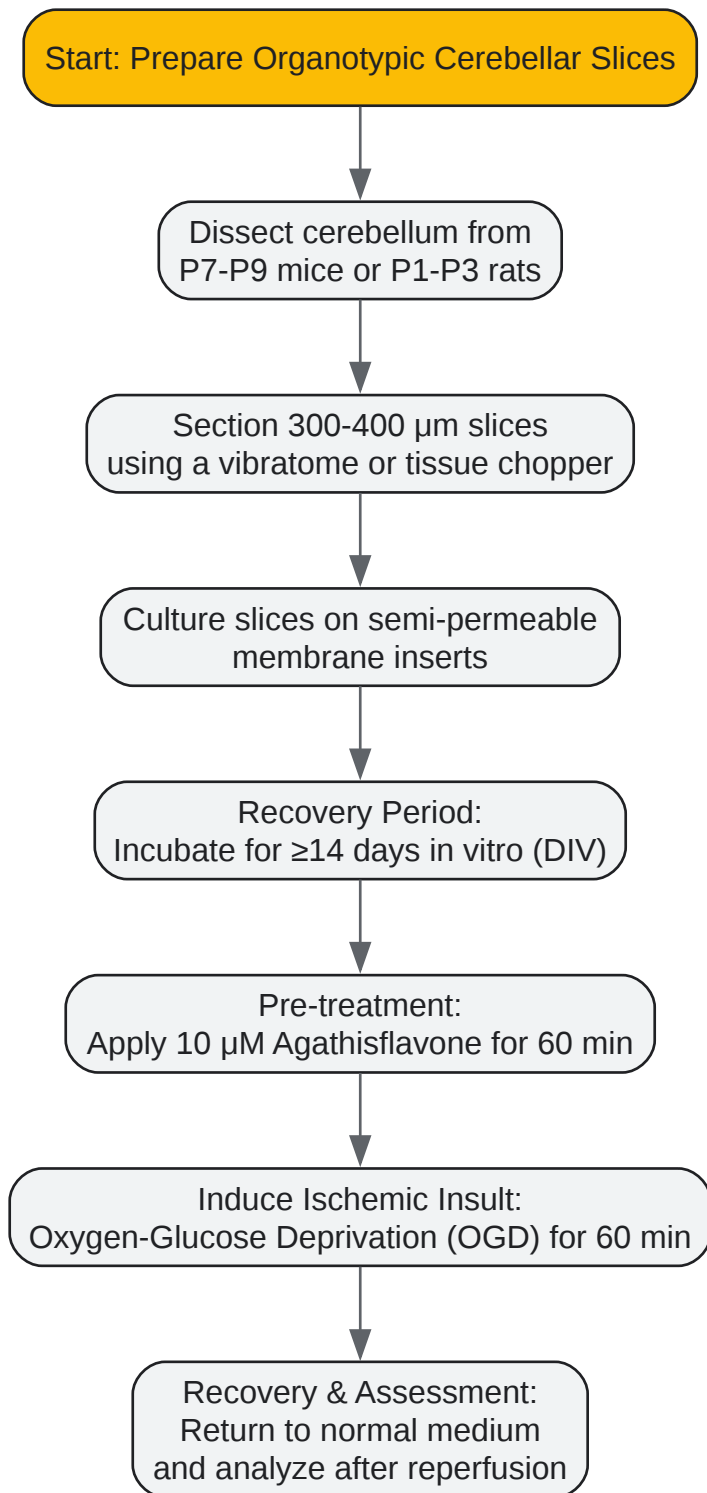 Start: Prepare Organotypic Cerebellar Slices
Dissect cerebellum from
P7-P9 mice or P1-P3 rats
Section 300-400 μm slices
using a vibratome or tissue chopper
Culture slices on semi-permeable
membrane inserts
Recovery Period:
Incubate for ≥14 days in vitro (DIV)
Pre-treatment:
Apply 10 μM Agathisflavone for 60 min
Induce Ischemic Insult:
Oxygen-Glucose Deprivation (OGD) for 60 min
Recovery & Assessment:
Return to normal medium
and analyze after reperfusion